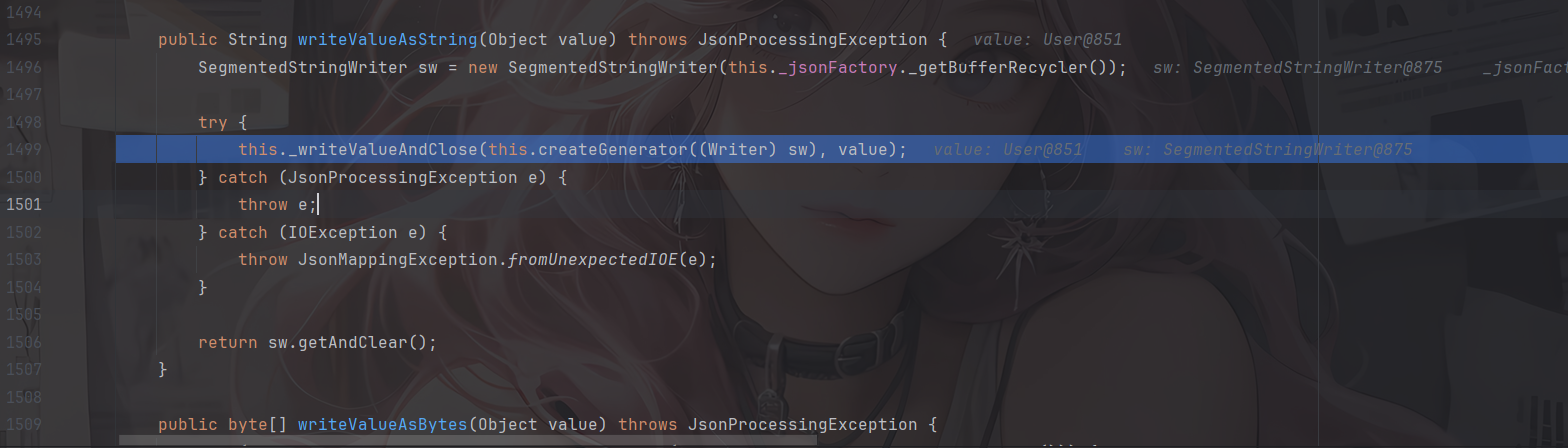 1494
1495 public String writeValueAsString(Object value) throws JsonProcessingException { value: User@851
1496 SegmentedStringWriter sw = new SegmentedStringWriter(this._jsonFactory._getBufferRecycler()); sw: SegmentedStringWriter@875 _jsonFact
1497
1498 try {
1499 this._writeValueAndClose(this.createGenerator((Writer) sw), value); value: User@851 sw: SegmentedStringWriter@875
1500 } catch (JsonProcessingException e) {
1501 throw e;
1502 } catch (IOException e) {
1503 throw JsonMappingException.fromUnexpectedIOE(e);
1504 }
1505
1506 return sw.getAndClear();
1507 }
1508
1509 public byte[] writeValueAsBytes(Object value) throws JsonProcessingException {